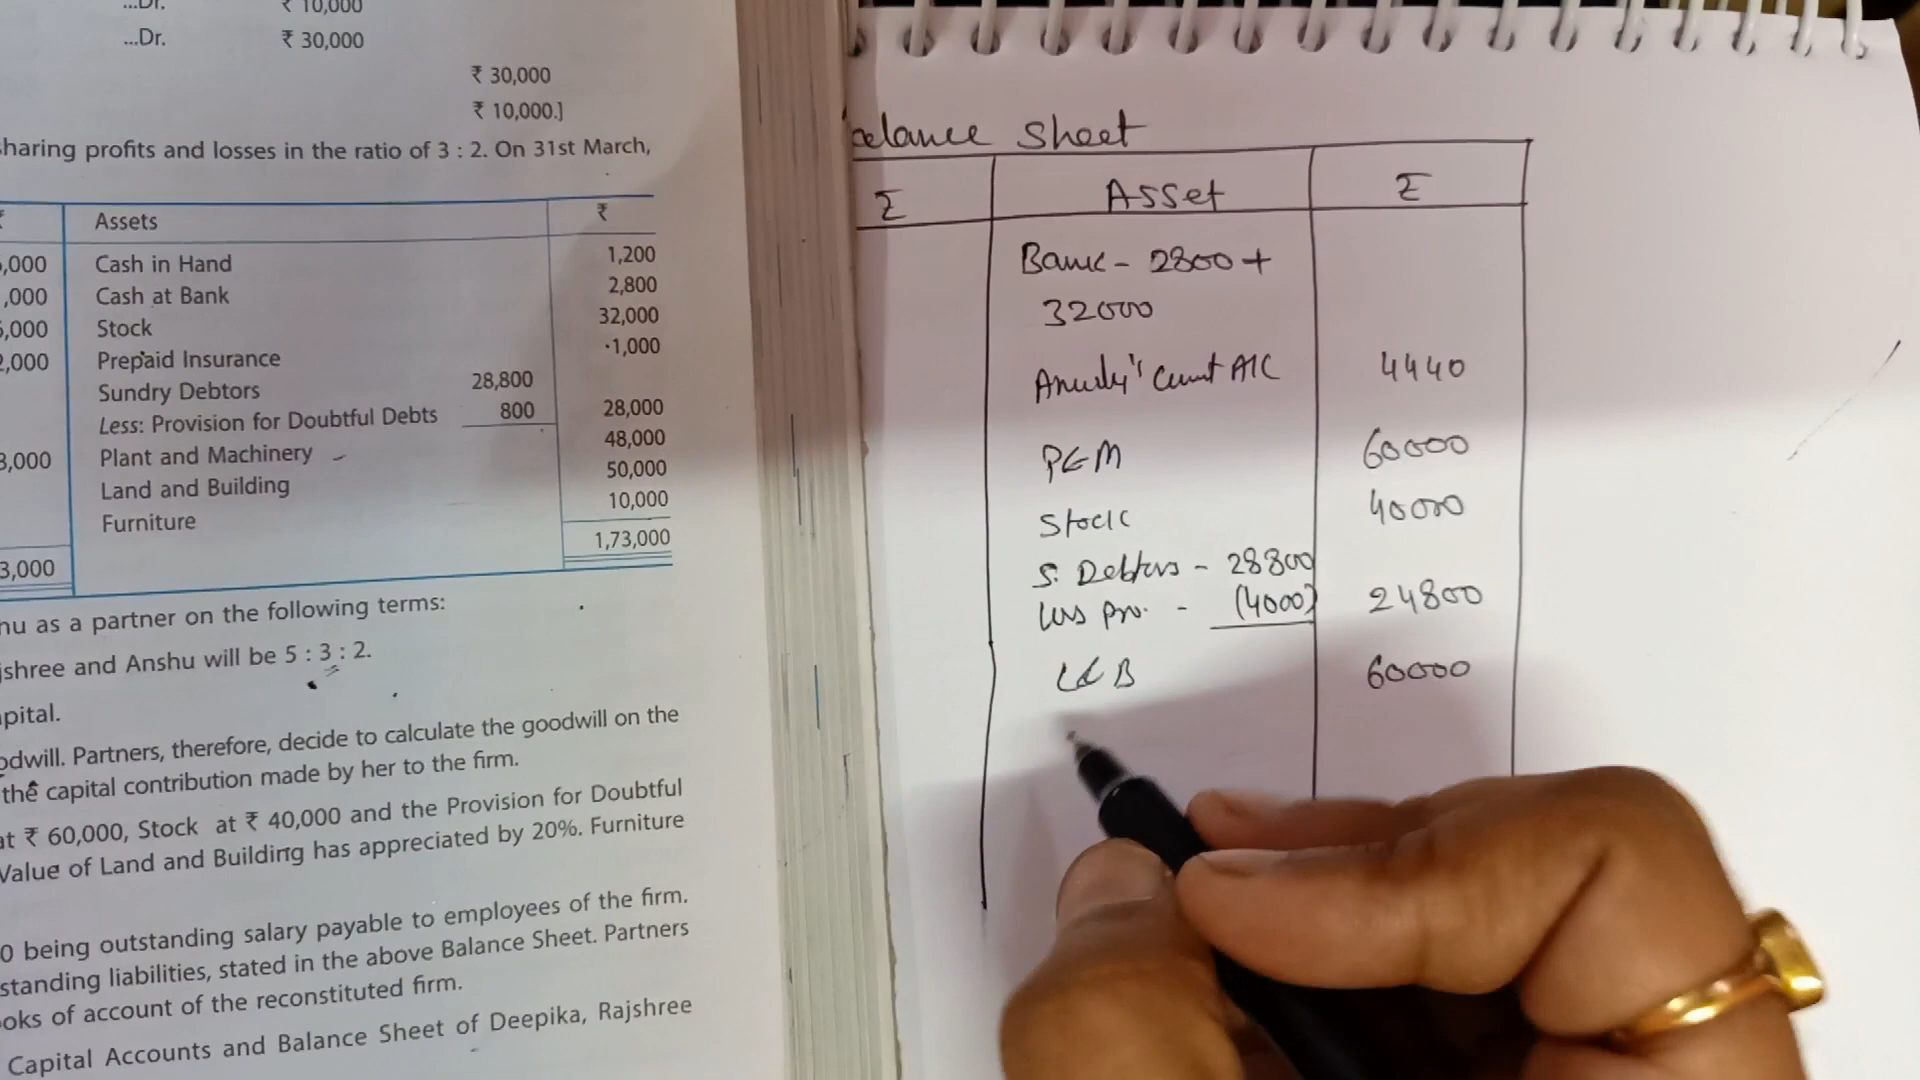 ...Dr. ₹ 10,000
...Dr. ₹ 30,000
₹ 30,000
₹ 10,000.]
sharing profits and losses in the ratio of 3 : 2. On 31st March,
₹ Assets ₹
,000 Cash in Hand 1,200
,000 Cash at Bank 2,800
,000 Stock 32,000
,000 Prepaid Insurance 1,000
Sundry Debtors 28,800
Less: Provision for Doubtful Debts 800 28,000
3,000 Plant and Machinery 48,000
Land and Building 50,000
Furniture 10,000
3,000 1,73,000
nu as a partner on the following terms:
jshree and Anshu will be 5 : 3 : 2.
pital.
odwill. Partners, therefore, decide to calculate the goodwill on the
the capital contribution made by her to the firm.
at ₹ 60,000, Stock at ₹ 40,000 and the Provision for Doubtful
Value of Land and Building has appreciated by 20%. Furniture
0 being outstanding salary payable to employees of the firm.
standing liabilities, stated in the above Balance Sheet. Partners
oks of account of the reconstituted firm.
Capital Accounts and Balance Sheet of Deepika, Rajshree
alance Sheet
₹ Asset ₹
Bank - 2800 +
32000
A/C 4440
P&M 60000
Stock 40000
S. Debtors - 28800
less pro. - (4000) 24800
L&B 60000